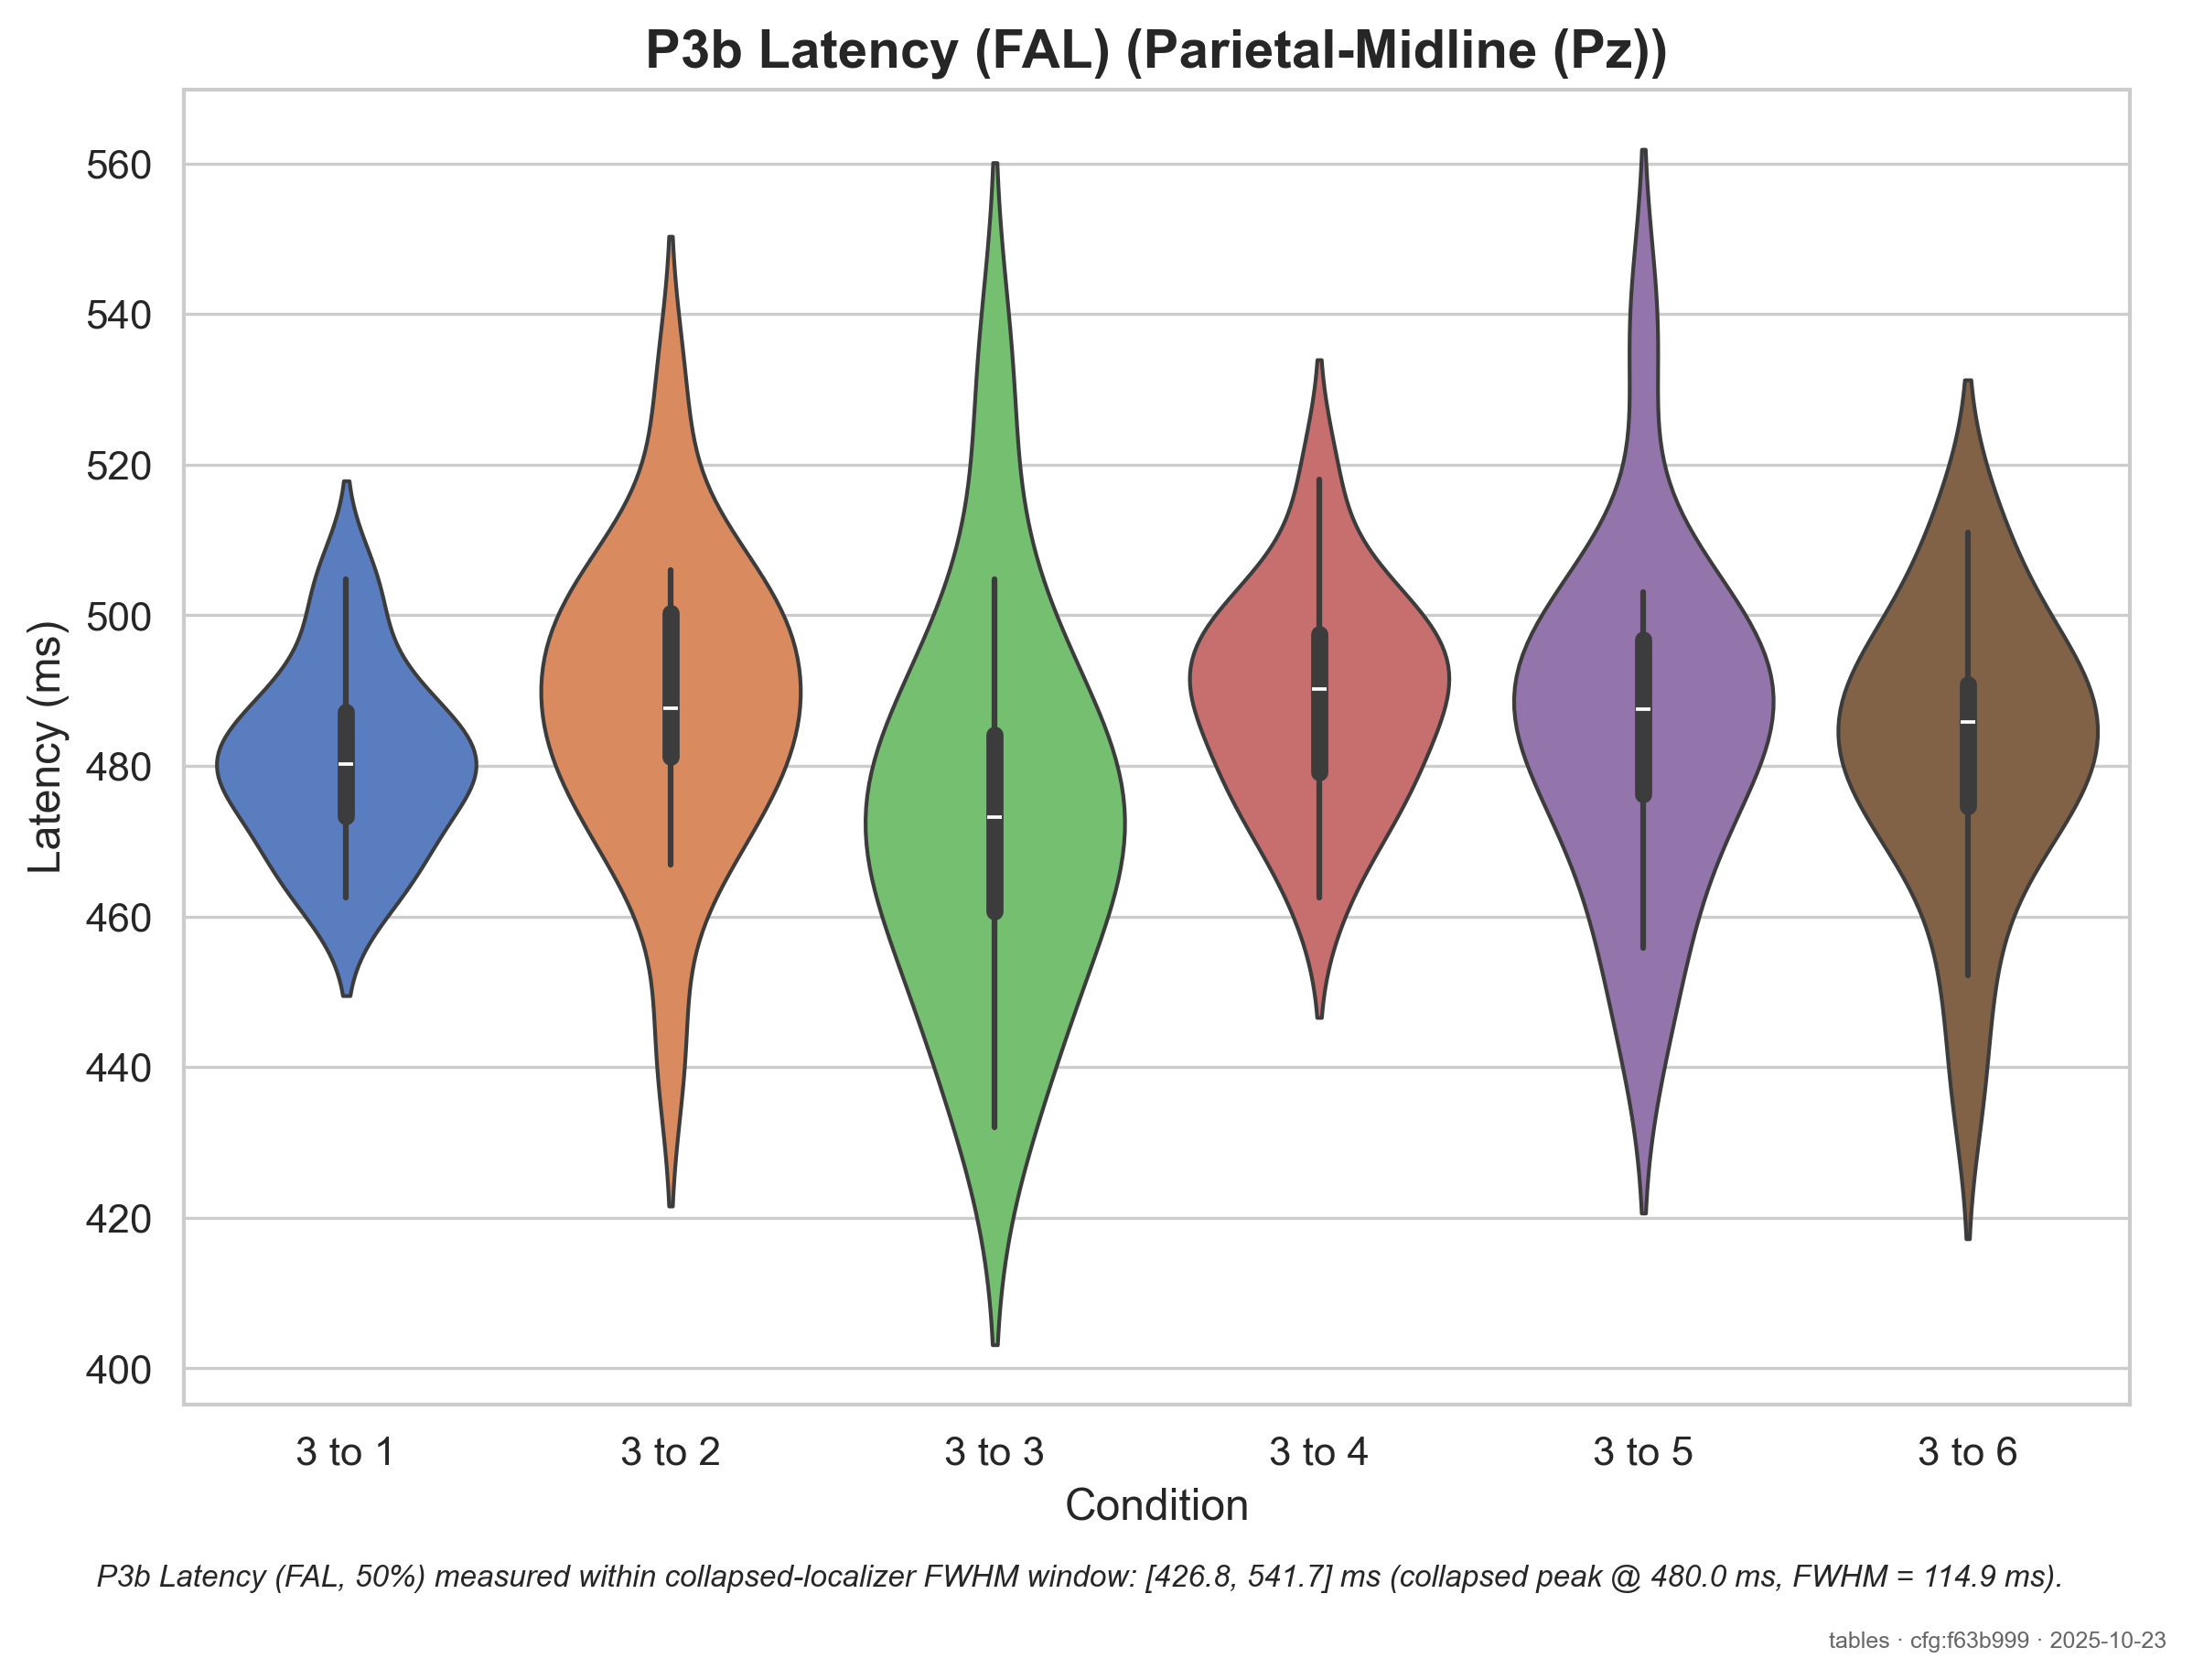 P3b Latency (FAL) (Parietal-Midline (Pz))
Latency (ms)
560
540
520
500
480
460
440
420
400
3 to 1 3 to 2 3 to 3 3 to 4 3 to 5 3 to 6
Condition
P3b Latency (FAL, 50%) measured within collapsed-localizer FWHM window: [426.8, 541.7] ms (collapsed peak @ 480.0 ms, FWHM = 114.9 ms).
tables · cfg:f63b999 · 2025-10-23